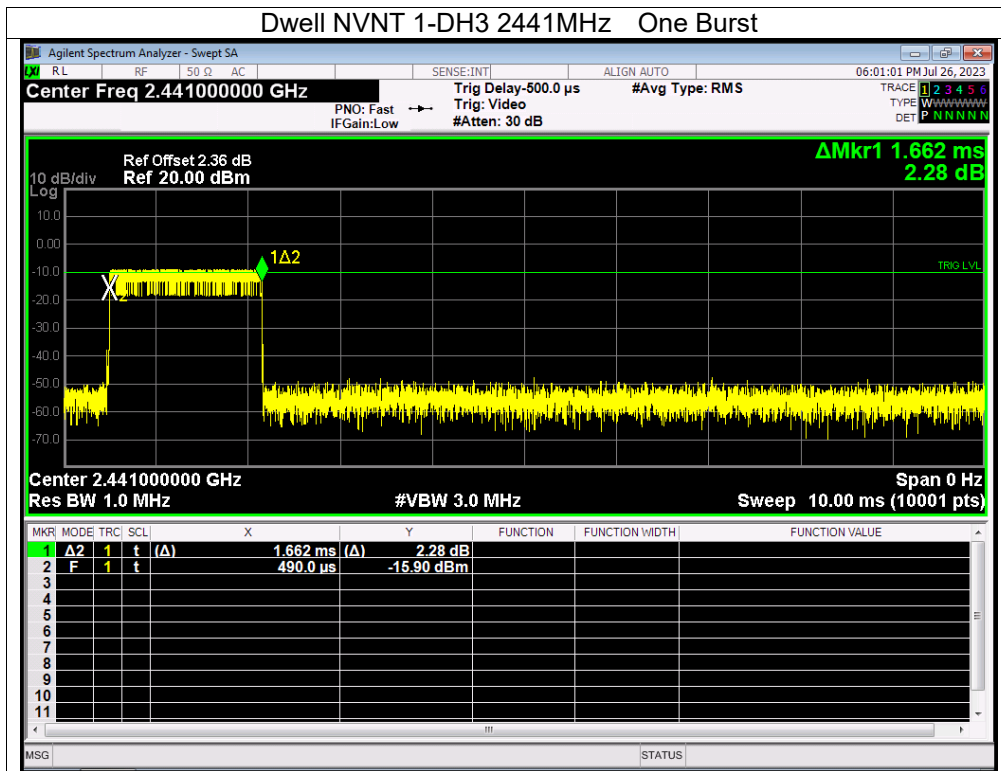 Dwell NVNT 1-DH3 2441MHz One Burst
Agilent Spectrum Analyzer - Swept SA
LXI RL RF 50 Ω AC SENSE:INT ALIGN AUTO 06:01:01 PM Jul 26, 2023
Center Freq 2.441000000 GHz Trig Delay-500.0 µs #Avg Type: RMS TRACE 1 2 3 4 5 6
PNO: Fast Trig: Video TYPE WWWWWW
IFGain:Low #Atten: 30 dB DET P N N N N N
ΔMkr1 1.662 ms
2.28 dB
Ref Offset 2.36 dB
10 dB/div Ref 20.00 dBm
Log
10.0
0.00
1Δ2
-10.0
TRIG LVL
X2
-20.0
-30.0
-40.0
-50.0
-60.0
-70.0
Center 2.441000000 GHz Span 0 Hz
Res BW 1.0 MHz #VBW 3.0 MHz Sweep 10.00 ms (10001 pts)
MKR MODE TRC SCL X Y FUNCTION FUNCTION WIDTH FUNCTION VALUE
1 Δ2 1 t (Δ) 1.662 ms (Δ) 2.28 dB
2 F 1 t 490.0 µs -15.90 dBm
3
4
5
6
7
8
9
10
11
MSG STATUS